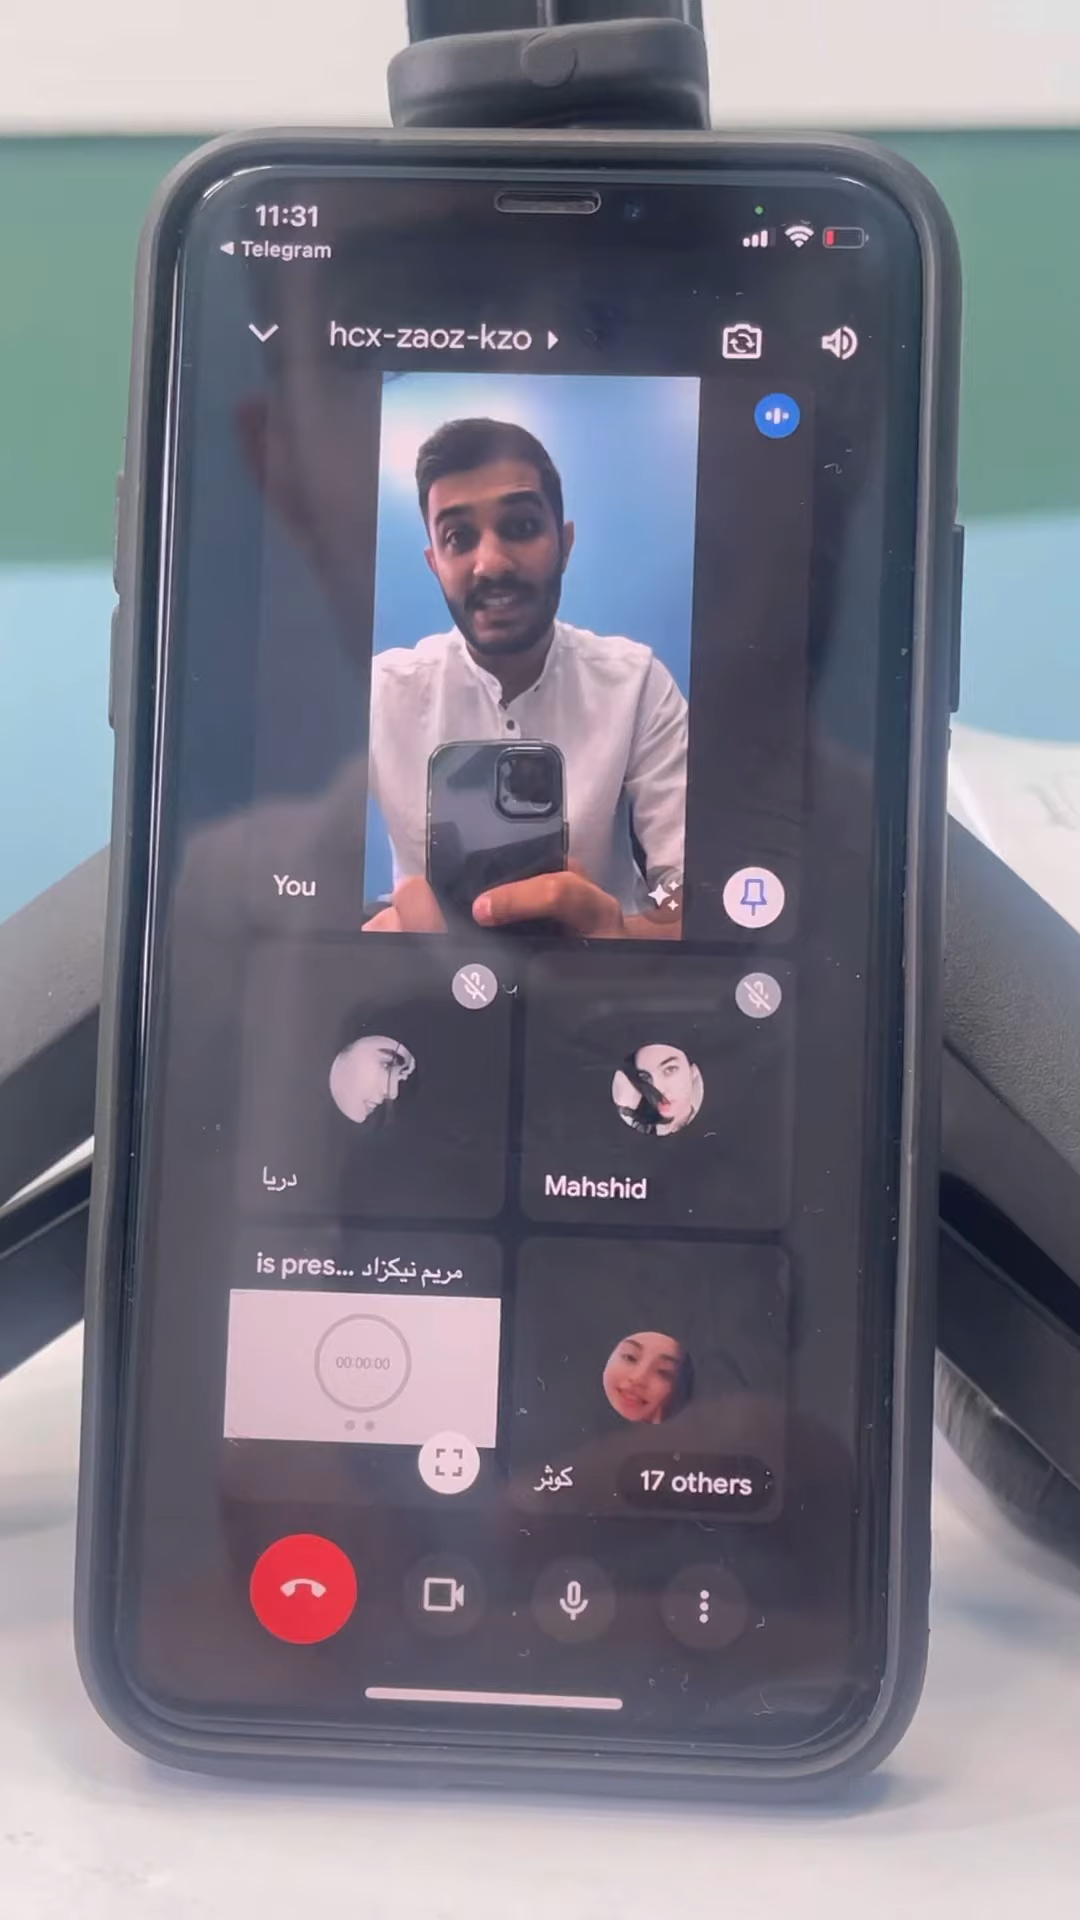 11:31
Telegram
hcx-zaoz-kzo
You
دریا
Mahshid
مریم نیکزاد is pres...
00:00:00
کوثر
17 others